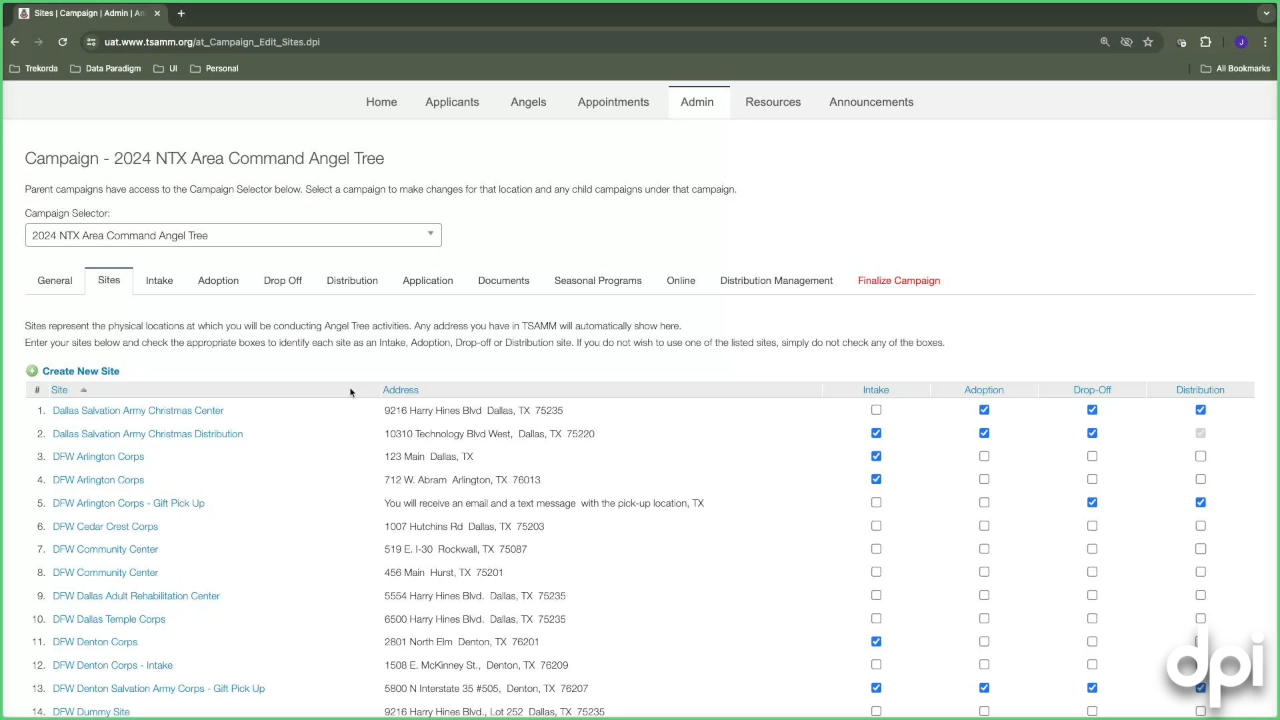 Sites | Campaign | Admin | An
uat.www.tsamm.org/at_Campaign_Edit_Sites.dpi
J
Trekorda Data Paradigm UI Personal All Bookmarks
Home Applicants Angels Appointments Admin Resources Announcements
Campaign - 2024 NTX Area Command Angel Tree
Parent campaigns have access to the Campaign Selector below. Select a campaign to make changes for that location and any child campaigns under that campaign.
Campaign Selector:
2024 NTX Area Command Angel Tree
General Sites Intake Adoption Drop Off Distribution Application Documents Seasonal Programs Online Distribution Management Finalize Campaign
Sites represent the physical locations at which you will be conducting Angel Tree activities. Any address you have in TSAMM will automatically show here.
Enter your sites below and check the appropriate boxes to identify each site as an Intake, Adoption, Drop-off or Distribution site. If you do not wish to use one of the listed sites, simply do not check any of the boxes.
Create New Site
# Site Address Intake Adoption Drop-Off Distribution
1. Dallas Salvation Army Christmas Center 9216 Harry Hines Blvd Dallas, TX 75235
2. Dallas Salvation Army Christmas Distribution 10310 Technology Blvd West, Dallas, TX 75220
3. DFW Arlington Corps 123 Main Dallas, TX
4. DFW Arlington Corps 712 W. Abram Arlington, TX 76013
5. DFW Arlington Corps - Gift Pick Up You will receive an email and a text message with the pick-up location, TX
6. DFW Cedar Crest Corps 1007 Hutchins Rd Dallas, TX 75203
7. DFW Community Center 519 E. I-30 Rockwall, TX 75087
8. DFW Community Center 456 Main Hurst, TX 75201
9. DFW Dallas Adult Rehabilitation Center 5554 Harry Hines Blvd. Dallas, TX 75235
10. DFW Dallas Temple Corps 6500 Harry Hines Blvd. Dallas, TX 75235
11. DFW Denton Corps 2801 North Elm Denton, TX 76201
12. DFW Denton Corps - Intake 1508 E. McKinney St., Denton, TX 76209
13. DFW Denton Salvation Army Corps - Gift Pick Up 5800 N Interstate 35 #505, Denton, TX 76207
14. DFW Dummy Site 9216 Harry Hines Blvd., Lot 252 Dallas, TX 75235
dpi